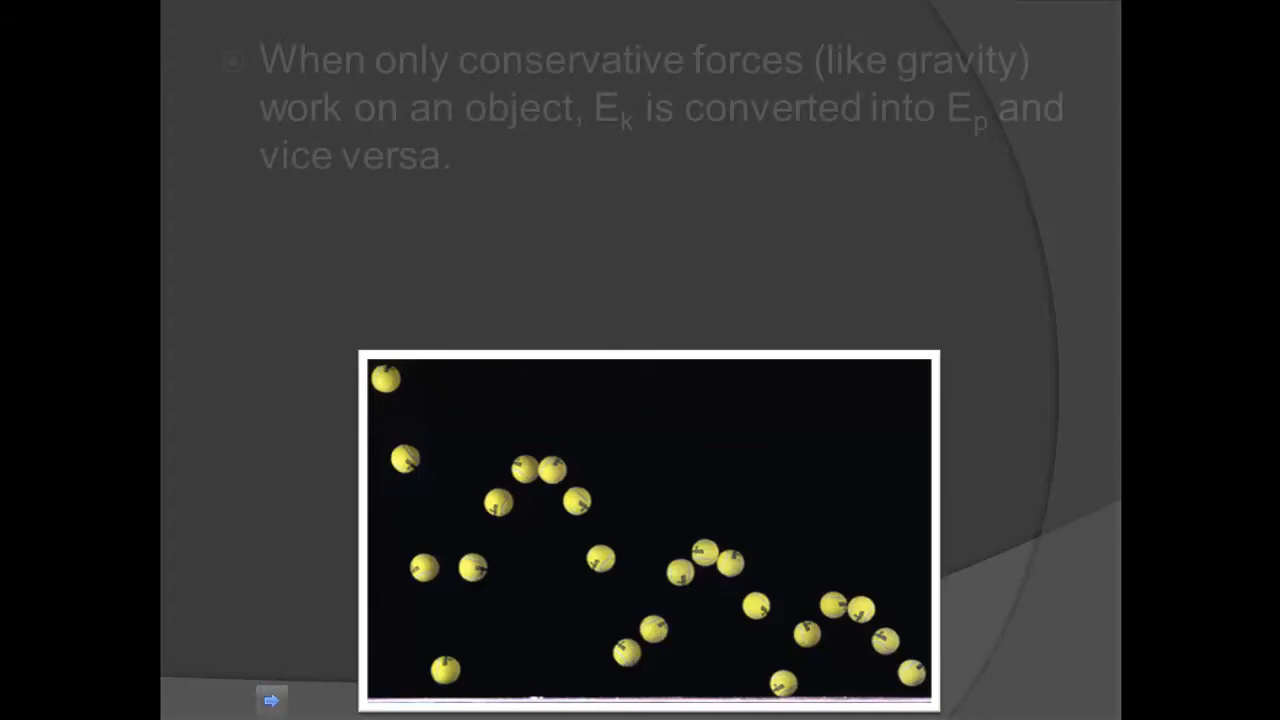 When only conservative forces (like gravity)
work on an object, Eₖ is converted into Eₚ and
vice versa.